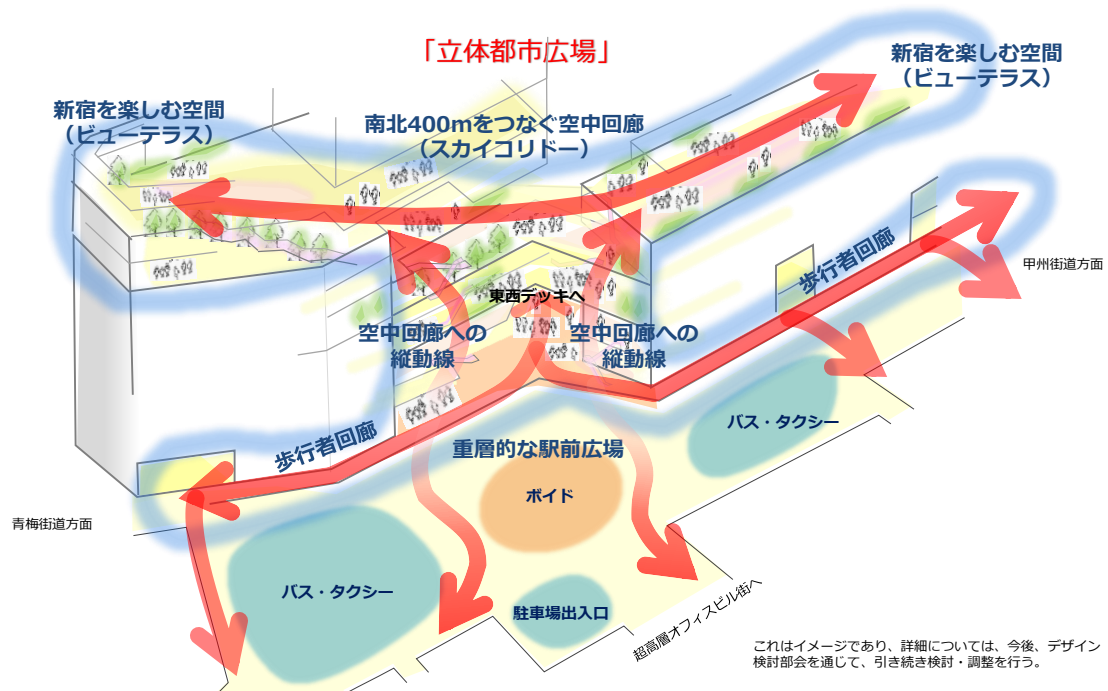 「立体都市広場」
新宿を楽しむ空間
（ビューテラス）
新宿を楽しむ空間
（ビューテラス）
南北400mをつなぐ空中回廊
（スカイコリドー）
歩行者回廊
甲州街道方面
東西デッキへ
空中回廊への
縦動線
空中回廊への
縦動線
バス・タクシー
歩行者回廊
重層的な駅前広場
ボイド
青梅街道方面
バス・タクシー
駐車場出入口
超高層オフィスビル街へ
これはイメージであり、詳細については、今後、デザイン
検討部会を通じて、引き続き検討・調整を行う。